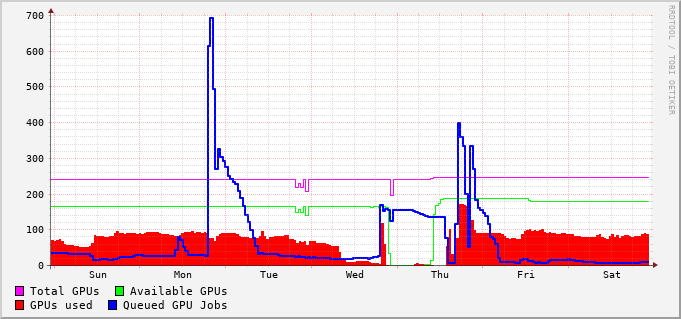 700
600
500
400
300
200
100
0
Sun Mon Tue Wed Thu Fri Sat
Total GPUs Available GPUs
GPUs used Queued GPU Jobs
RRDTOOL / TOBI OETIKER